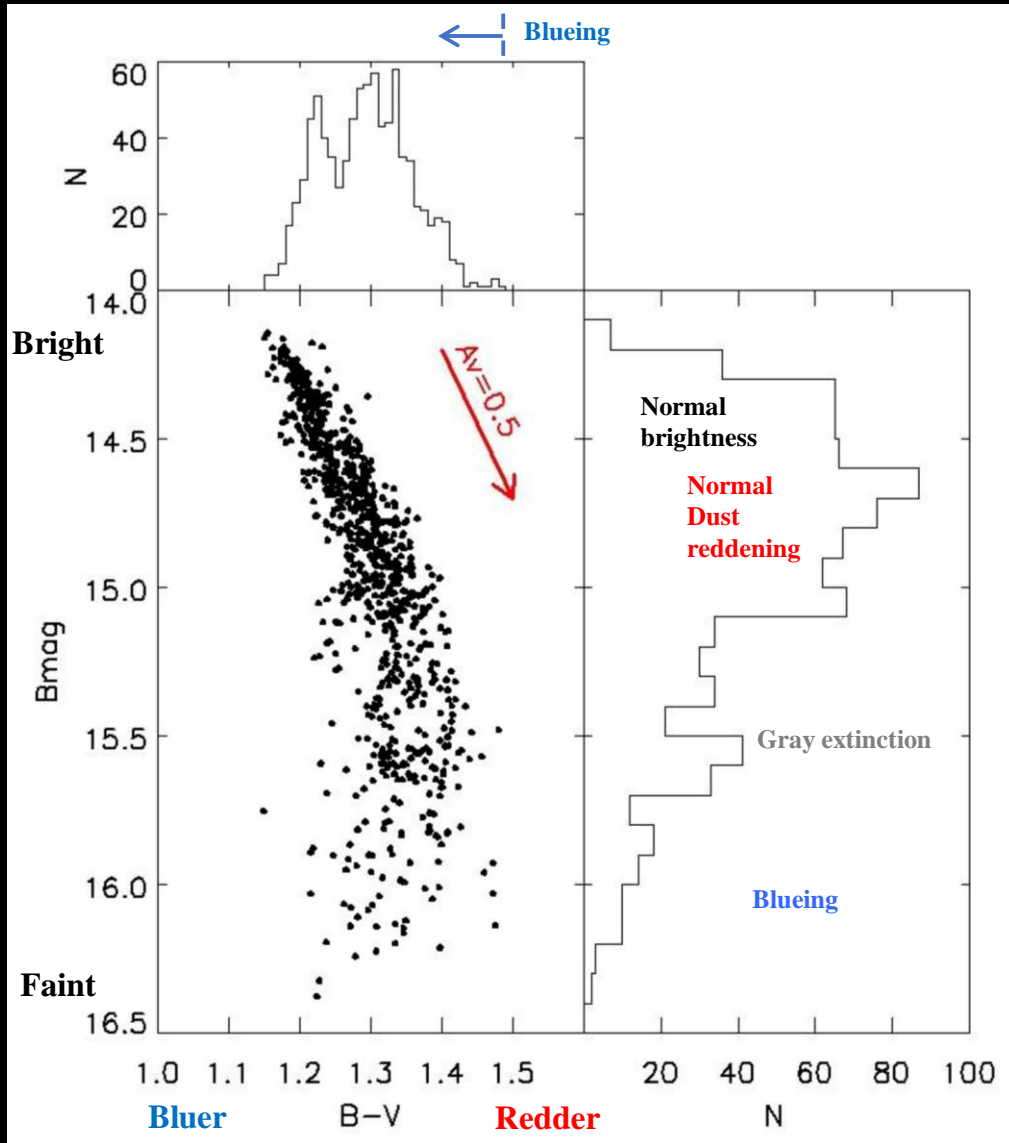 Blueing
60
40
20
0
N
14.0
14.5
15.0
15.5
16.0
16.5
Bmag
Bright
Faint
Av=0.5
Normal
brightness
Normal
Dust
reddening
Gray extinction
Blueing
1.0 1.1 1.2 1.3 1.4 1.5
20 40 60 80 100
Bluer B-V Redder N